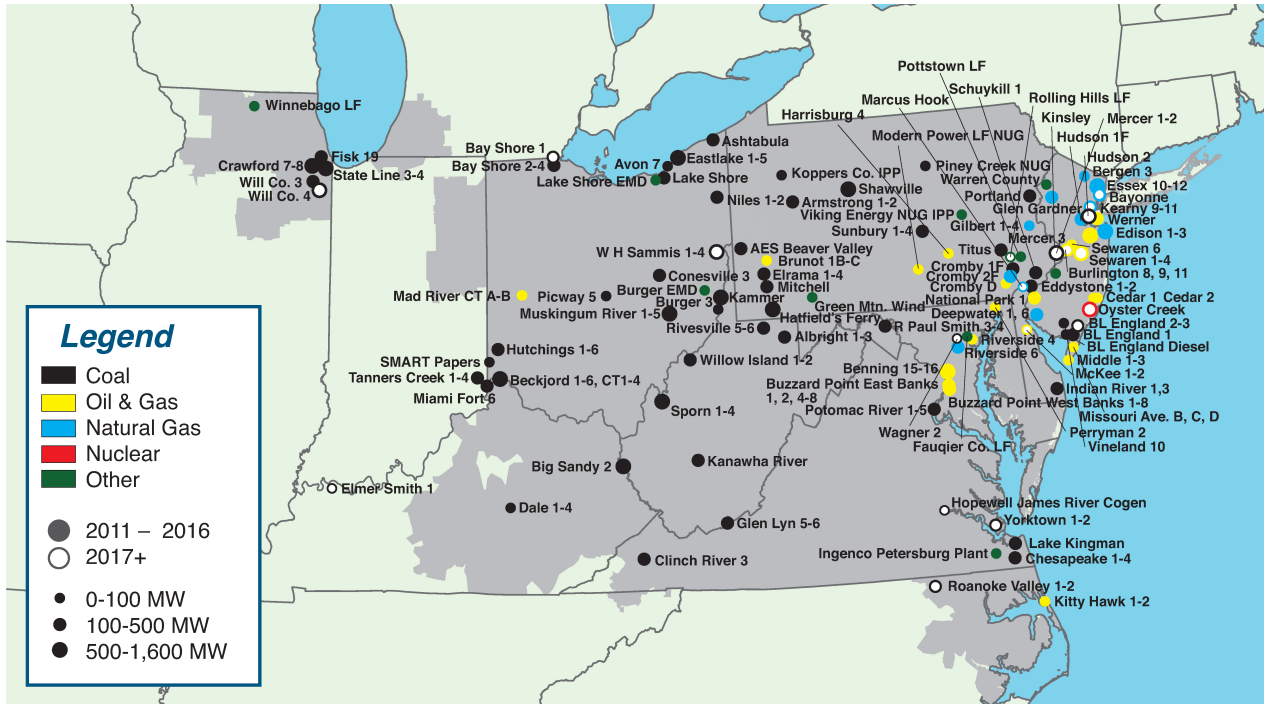 Pottstown LF
Schuykill 1
Marcus Hook
Rolling Hills LF
Winnebago LF
Harrisburg 4
Kinsley
Mercer 1-2
Modern Power LF NUG
Hudson 1F
Ashtabula
Bay Shore 1
Fisk 19
Eastlake 1-5
Hudson 2
Crawford 7-8
Bay Shore 2-4
Avon 7
Piney Creek NUG
Bergen 3
State Line 3-4
Koppers Co. IPP
Warren County
Will Co. 3
Lake Shore EMD
Lake Shore
Shawville
Essex 10-12
Will Co. 4
Niles 1-2
Armstrong 1-2
Portland
Bayonne
Glen Gardner
Kearny 9-11
Viking Energy NUG IPP
Werner
Gilbert 1-4
Sunbury 1-4
Edison 1-3
Mercer 3
W H Sammis 1-4
AES Beaver Valley
Titus
Sewaren 6
Brunot 1B-C
Sewaren 1-4
Cromby 1F
Conesville 3
Elrama 1-4
Burlington 8, 9, 11
Cromby 2F
Cromby D
Eddystone 1-2
Burger EMD
Mitchell
Mad River CT A-B
Picway 5
Burger 3
Kammer
Green Mtn. Wind
National Park 1
Cedar 1
Cedar 2
Muskingum River 1-5
Hatfield's Ferry
Deepwater 1, 6
Oyster Creek
Rivesville 5-6
R Paul Smith 3-4
BL England 2-3
Albright 1-3
Riverside 4
BL England 1
Hutchings 1-6
Riverside 6
BL England Diesel
SMART Papers
Willow Island 1-2
Middle 1-3
Tanners Creek 1-4
Beckjord 1-6, CT1-4
Benning 15-16
McKee 1-2
Miami Fort 6
Buzzard Point East Banks
1, 2, 4-8
Indian River 1,3
Sporn 1-4
Potomac River 1-5
Buzzard Point West Banks 1-8
Missouri Ave. B, C, D
Wagner 2
Perryman 2
Fauqier Co. LF
Vineland 10
Big Sandy 2
Kanawha River
Elmer Smith 1
Dale 1-4
Hopewell James River Cogen
Glen Lyn 5-6
Yorktown 1-2
Lake Kingman
Clinch River 3
Ingenco Petersburg Plant
Chesapeake 1-4
Roanoke Valley 1-2
Kitty Hawk 1-2
Legend
Coal
Oil & Gas
Natural Gas
Nuclear
Other
2011 – 2016
2017+
0-100 MW
100-500 MW
500-1,600 MW